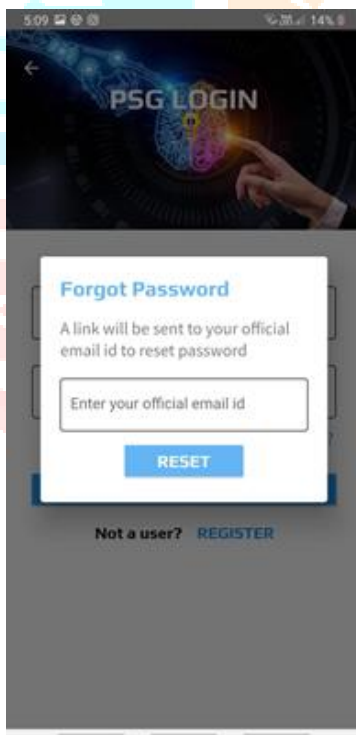 5:09
14%
PSG LOGIN
Forgot Password
A link will be sent to your official
email id to reset password
Enter your official email id
RESET
Not a user? REGISTER